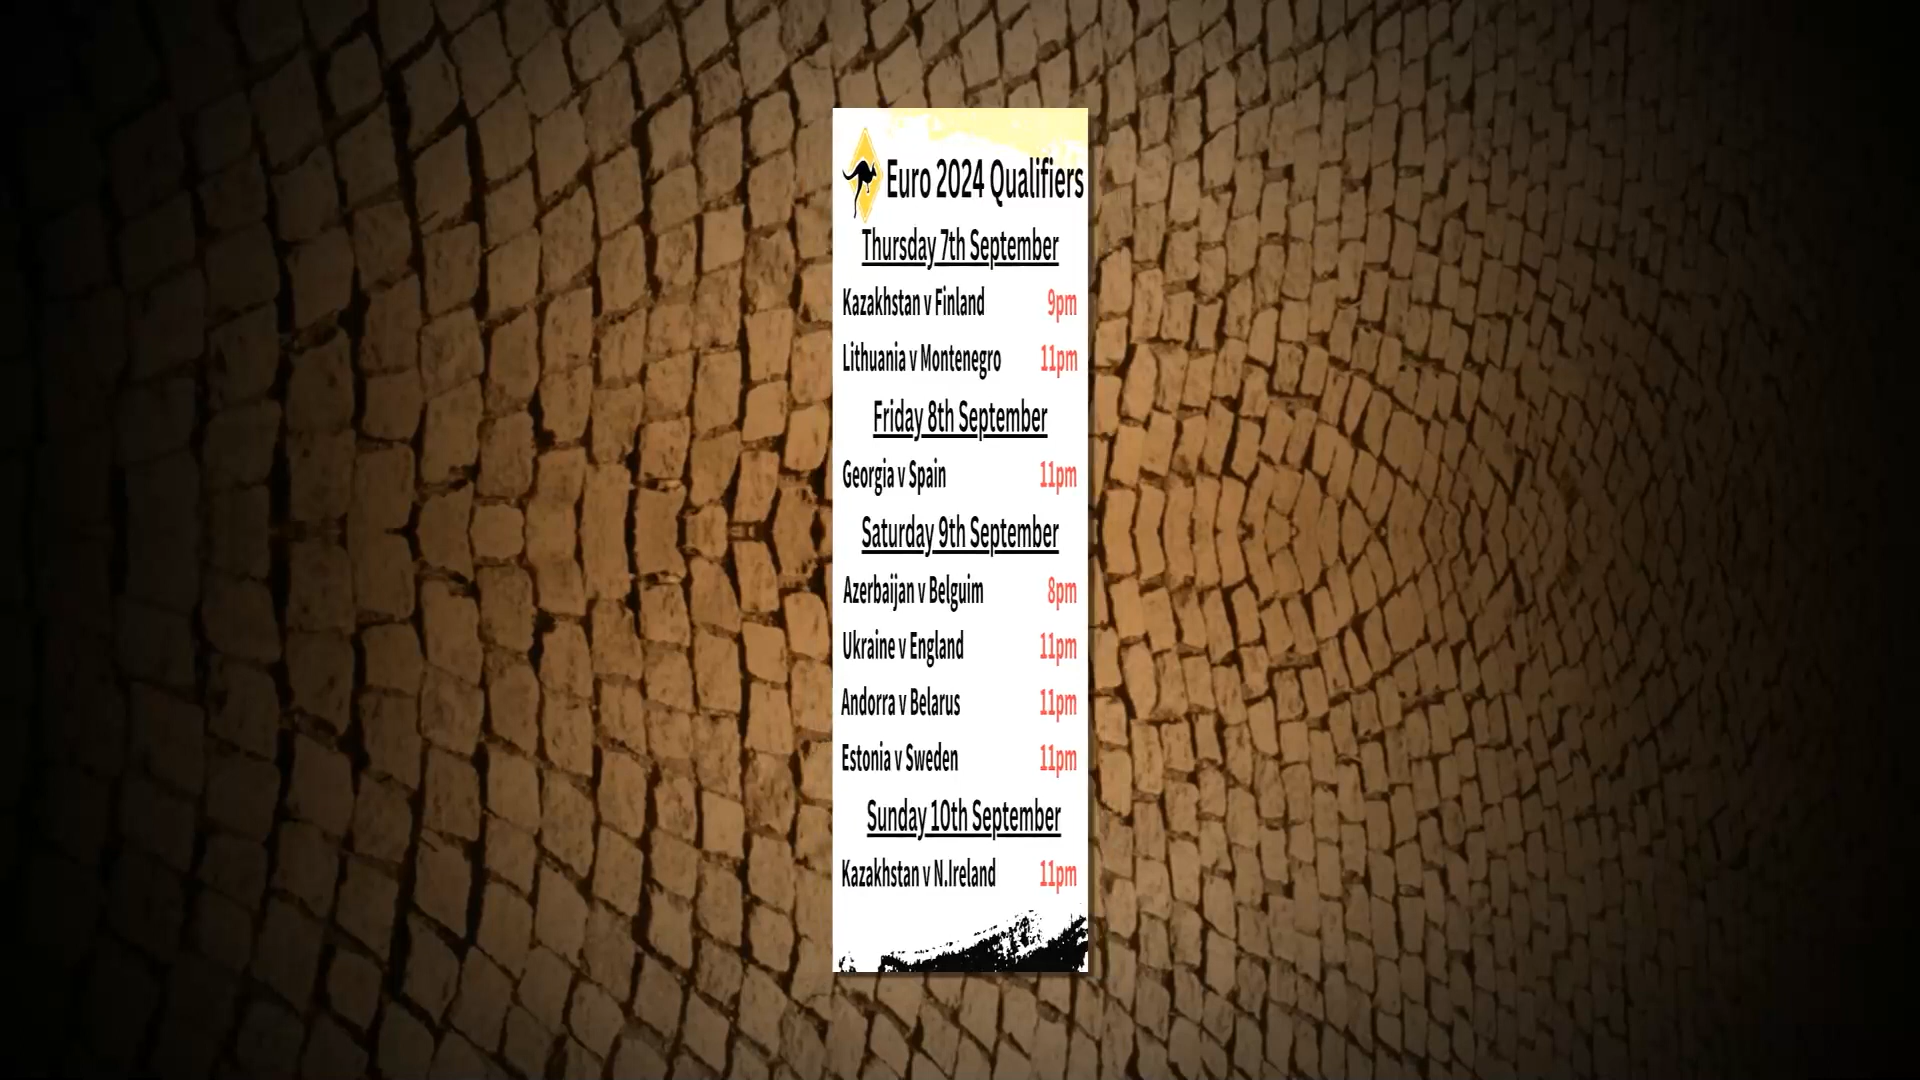 Euro 2024 Qualifiers
Thursday 7th September
Kazakhstan v Finland 9pm
Lithuania v Montenegro 11pm
Friday 8th September
Georgia v Spain 11pm
Saturday 9th September
Azerbaijan v Belguim 8pm
Ukraine v England 11pm
Andorra v Belarus 11pm
Estonia v Sweden 11pm
Sunday 10th September
Kazakhstan v N.Ireland 11pm